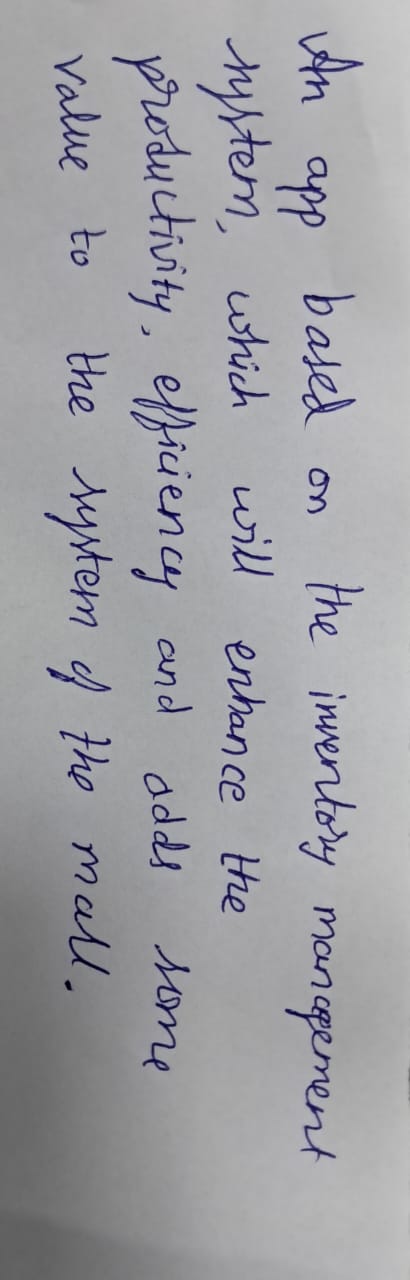 An app based on the inventory management
system, which will enhance the
productivity, efficiency and adds some
value to the system of the mall.